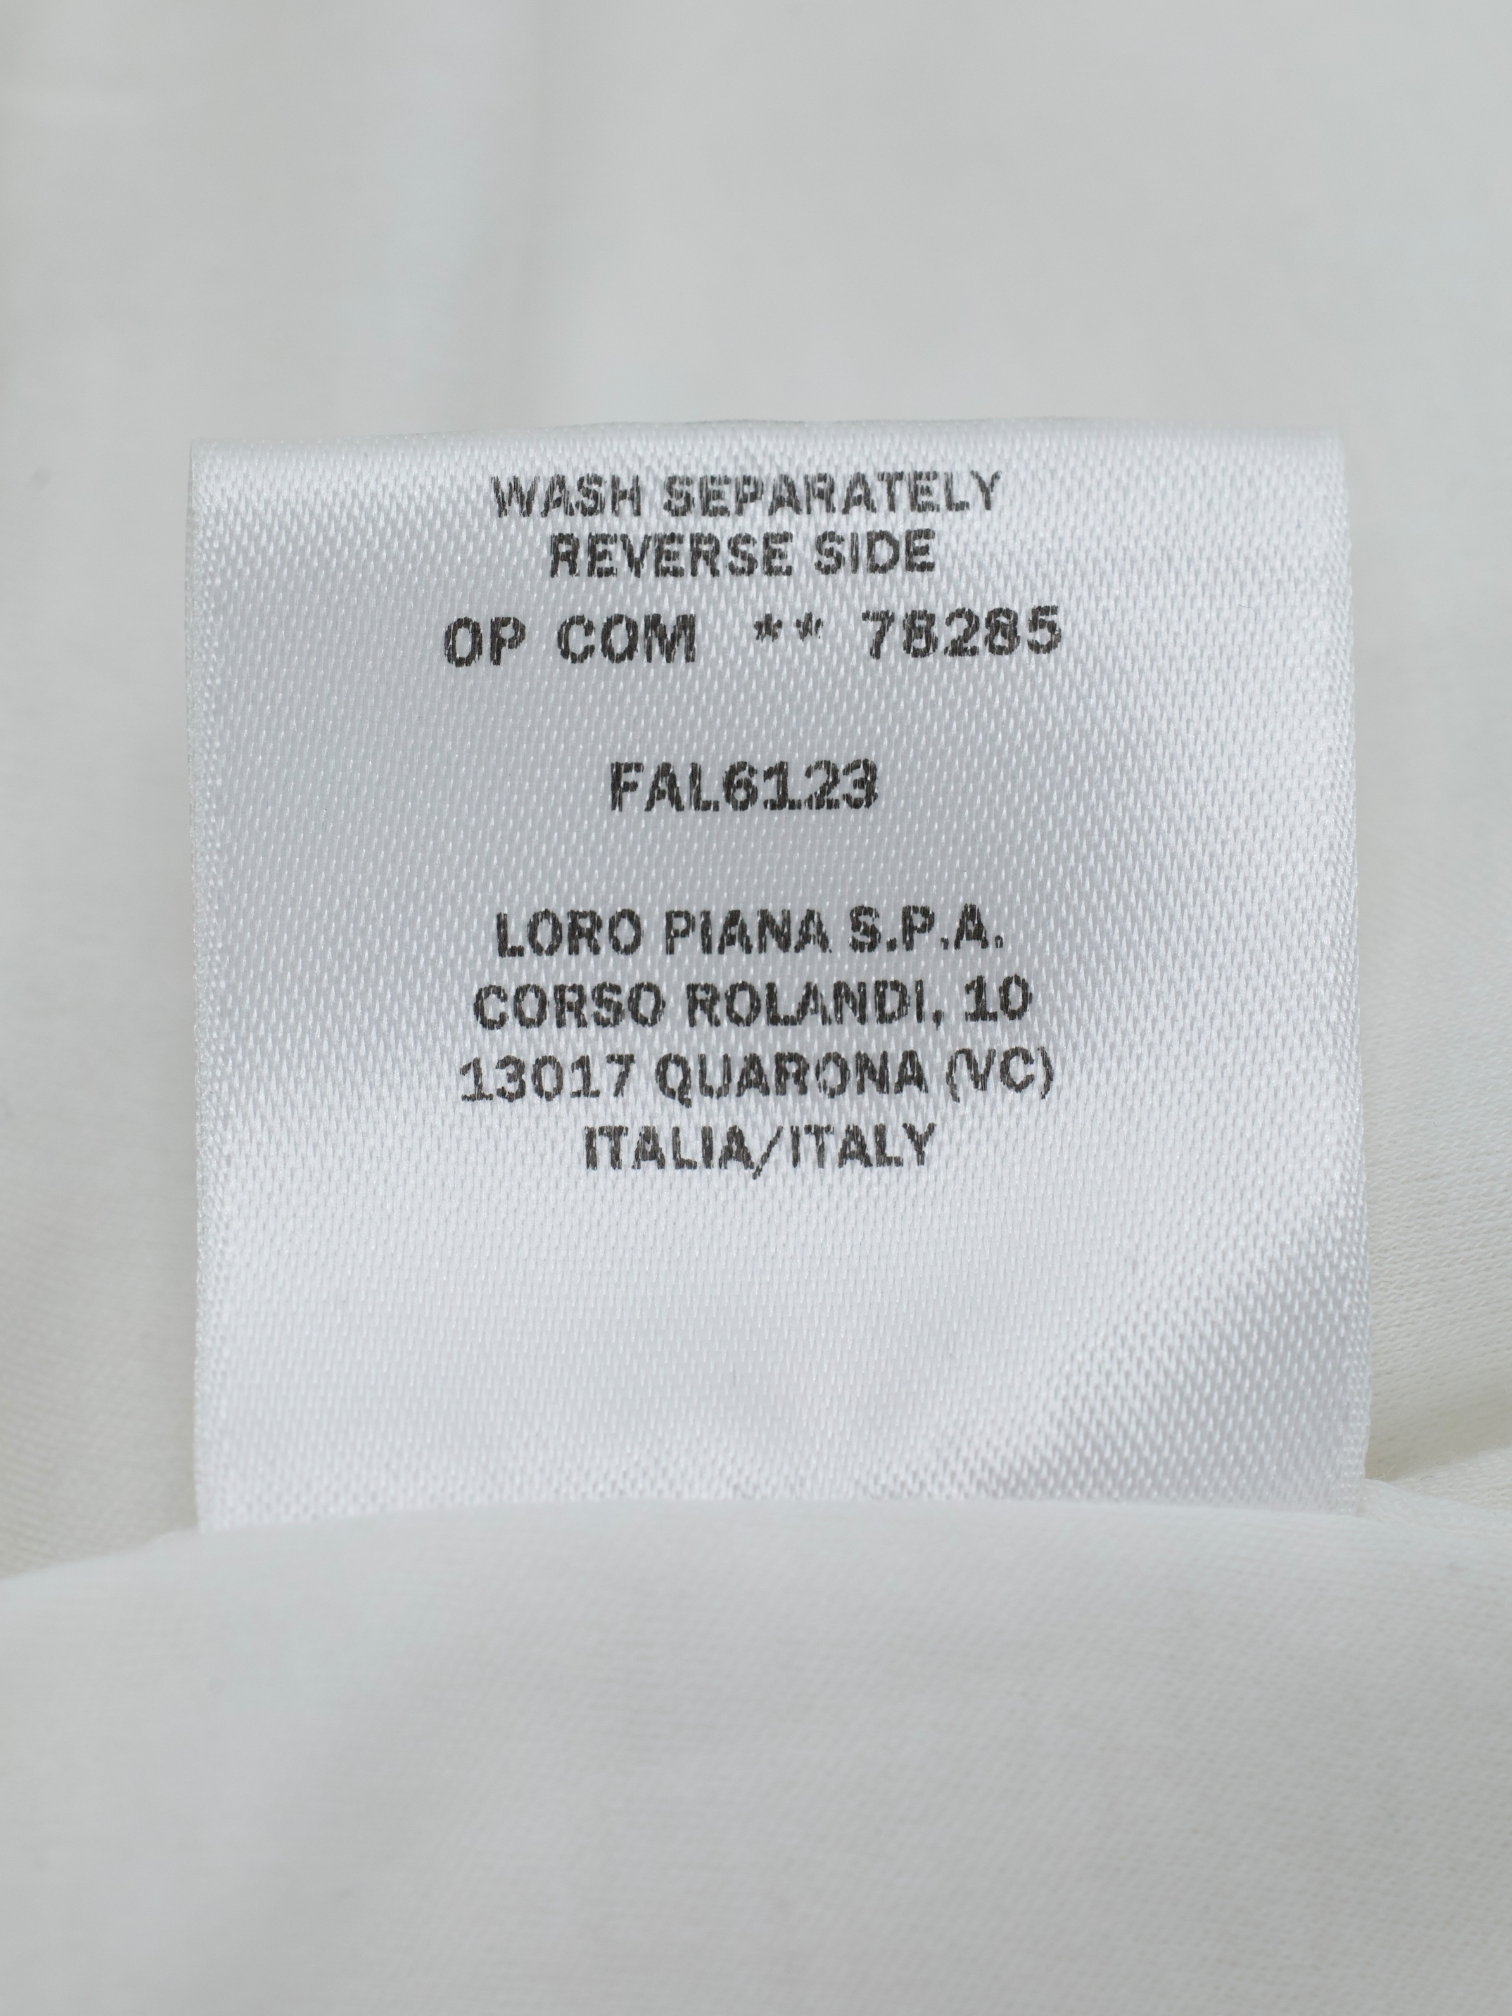 WASH SEPARATELY
REVERSE SIDE
OP COM ** 78285
FAL6123
LORO PIANA S.P.A.
CORSO ROLANDI, 10
13017 QUARONA (VC)
ITALIA/ITALY